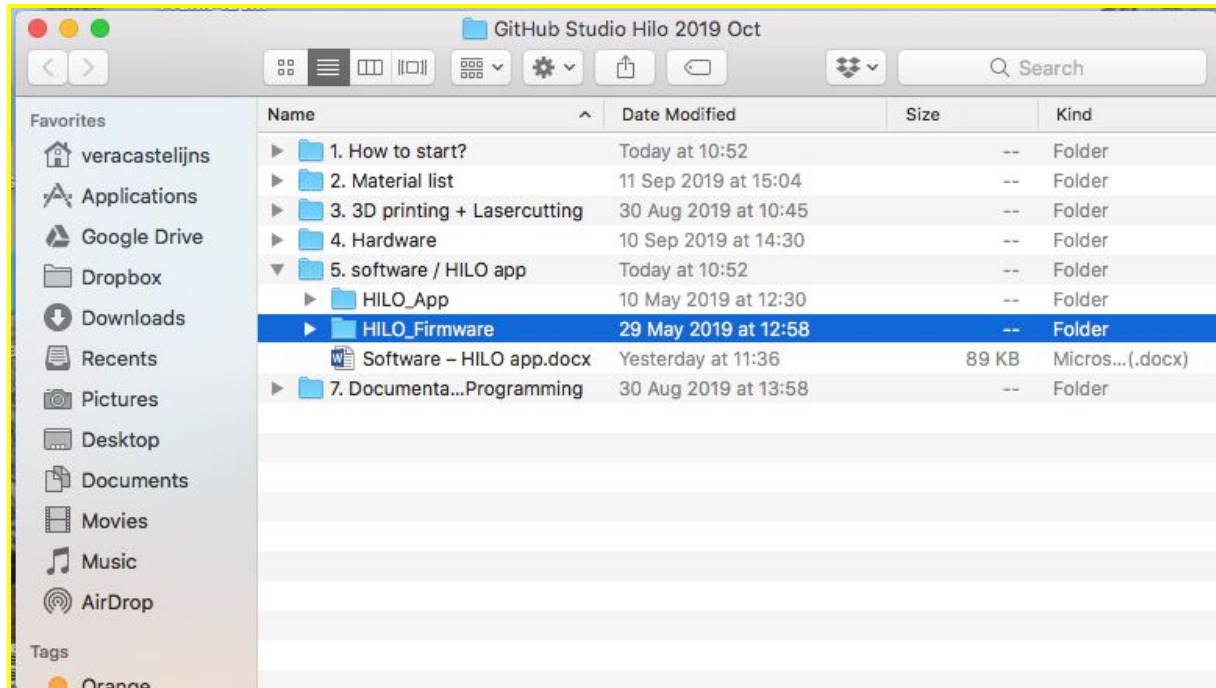 GitHub Studio Hilo 2019 Oct
Search
Favorites
veracastelijns
Applications
Google Drive
Dropbox
Downloads
Recents
Pictures
Desktop
Documents
Movies
Music
AirDrop
Tags
Orange
Name Date Modified Size Kind
1. How to start? Today at 10:52 -- Folder
2. Material list 11 Sep 2019 at 15:04 -- Folder
3. 3D printing + Lasercutting 30 Aug 2019 at 10:45 -- Folder
4. Hardware 10 Sep 2019 at 14:30 -- Folder
5. software / HILO app Today at 10:52 -- Folder
HILO_App 10 May 2019 at 12:30 -- Folder
HILO_Firmware 29 May 2019 at 12:58 -- Folder
Software – HILO app.docx Yesterday at 11:36 89 KB Micros...(.docx)
7. Documenta...Programming 30 Aug 2019 at 13:58 -- Folder